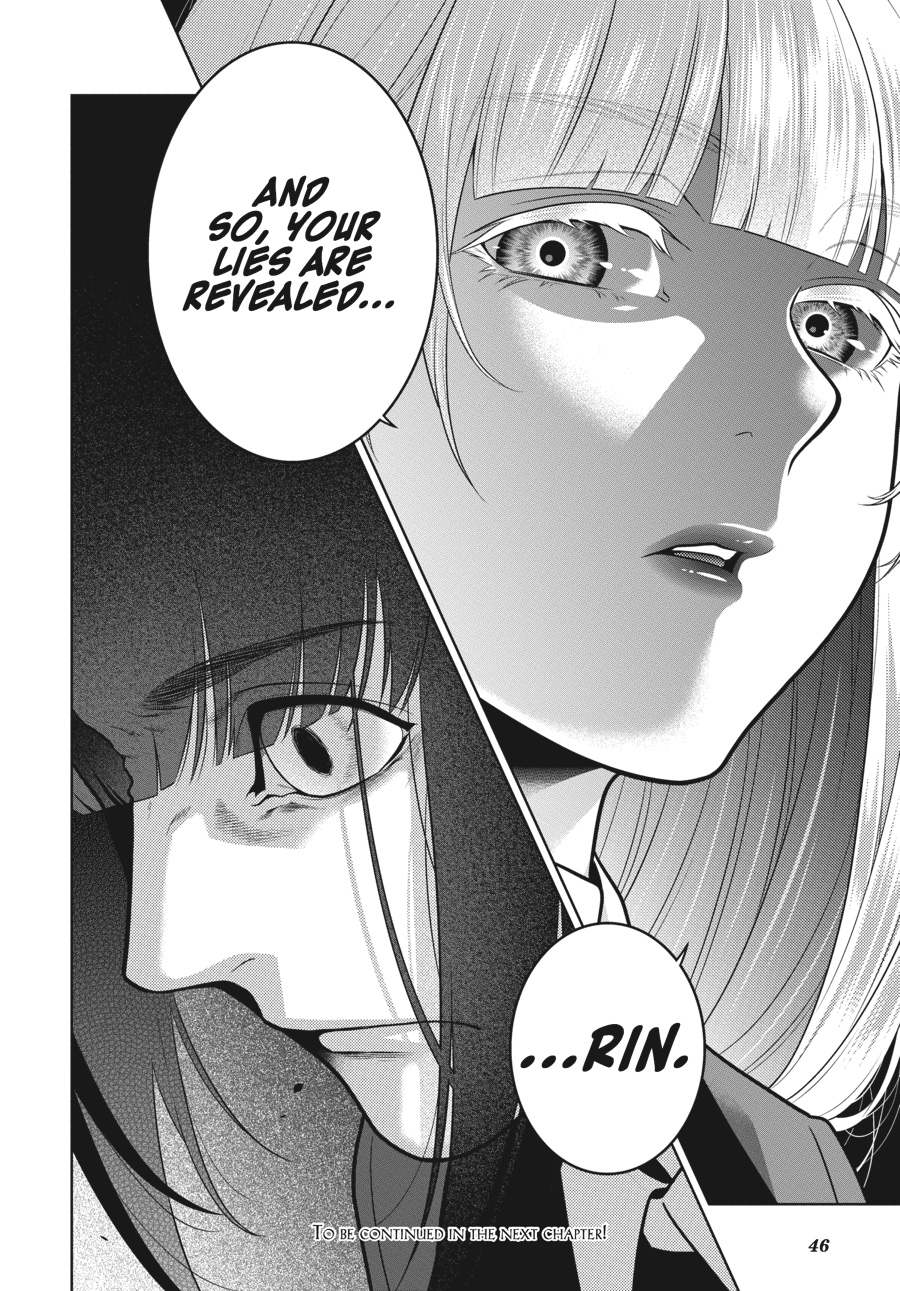 AND
SO, YOUR
LIES ARE
REVEALED...
...RIN.
TO BE CONTINUED IN THE NEXT CHAPTER!
46